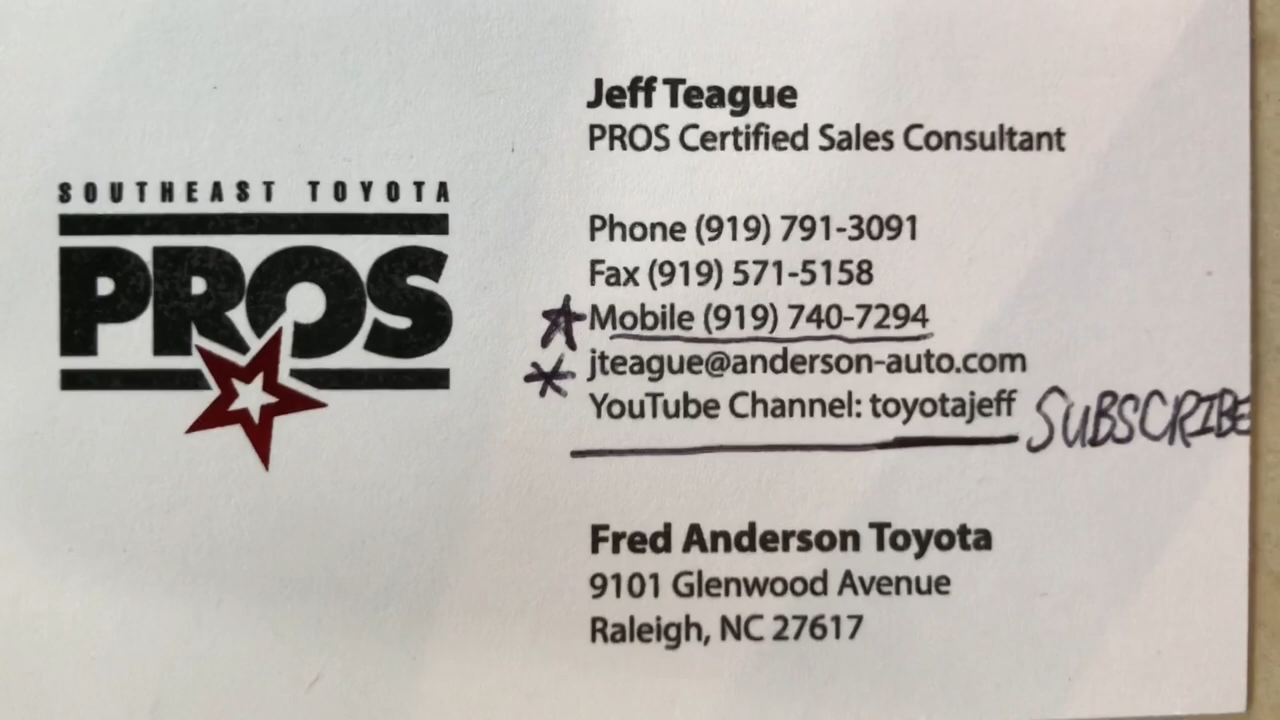 SOUTHEAST TOYOTA
PROS
Jeff Teague
PROS Certified Sales Consultant
Phone (919) 791-3091
Fax (919) 571-5158
Mobile (919) 740-7294
jteague@anderson-auto.com
YouTube Channel: toyotajeff SUBSCRIBE
Fred Anderson Toyota
9101 Glenwood Avenue
Raleigh, NC 27617